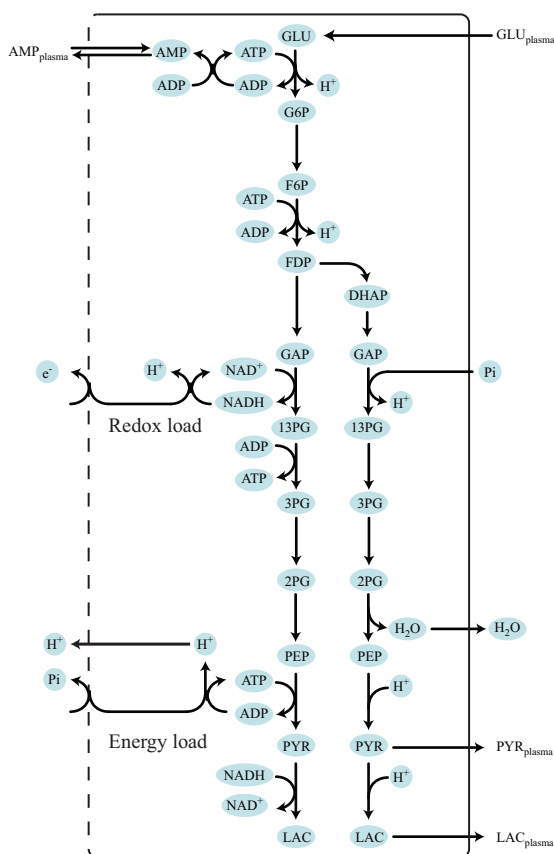 GLU
GLU_plasma
AMP_plasma
AMP
ATP
ADP
ADP
H⁺
G6P
F6P
ATP
ADP
H⁺
FDP
DHAP
GAP
GAP
e⁻
H⁺
NAD⁺
Pi
NADH
H⁺
Redox load
13PG
13PG
ADP
ATP
3PG
3PG
2PG
2PG
H₂O
H₂O
H⁺
H⁺
PEP
PEP
Pi
ATP
H⁺
ADP
Energy load
PYR
PYR
PYR_plasma
NADH
H⁺
NAD⁺
LAC
LAC
LAC_plasma